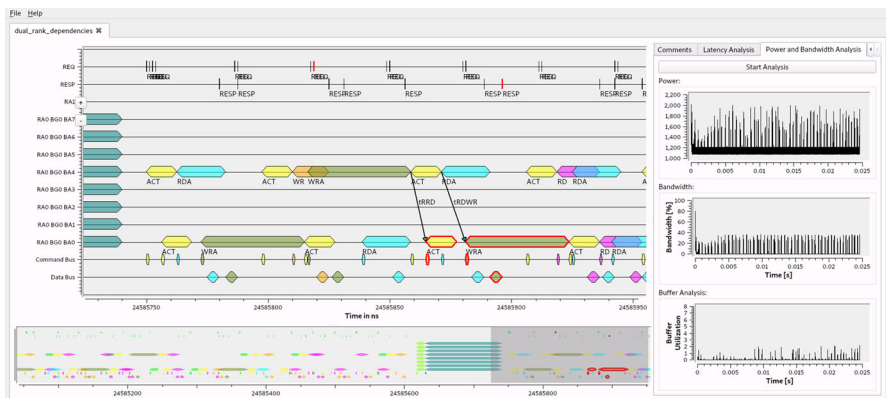 File Help
dual_rank_dependencies ✖
Comments Latency Analysis Power and Bandwidth Analysis
Start Analysis
REQ
RESP
RESP RESP
RESP
RESP
RESP RESP
RESP
RA1
+
-
RA0 BG0 BA7
RA0 BG0 BA6
RA0 BG0 BA5
RA0 BG0 BA4
ACT RDA ACT WR WRA ACT RDA ACT RD RDA
RA0 BG0 BA3
tRRD tRDWR
RA0 BG0 BA2
RA0 BG0 BA1
RA0 BG0 BA0
ACT WRA ACT RDA ACT WRA ACT RD RDA
Command Bus
Data Bus
24585750 24585800 24585850 24585900 24585950
Time in ns
24585200 24585400 24585600 24585800
Power:
2,200
2,000
1,800
1,600
1,400
1,200
1,000
0 0.005 0.01 0.015 0.02 0.025
Bandwidth:
Bandwidth [%]
100
80
60
40
20
0
0 0.005 0.01 0.015 0.02 0.025
Time [s]
Buffer Analysis:
Buffer
Utilization
8
7
6
5
4
3
2
1
0
0 0.005 0.01 0.015 0.02 0.025
Time [s]